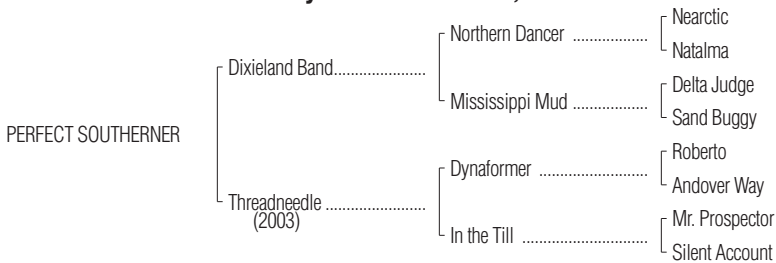 Nearctic
Northern Dancer ..................
Natalma
Dixieland Band......................
Delta Judge
Mississippi Mud ..................
Sand Buggy
PERFECT SOUTHERNER
Roberto
Dynaformer ..........................
Andover Way
Threadneedle ........................
(2003)
Mr. Prospector
In the Till ..............................
Silent Account